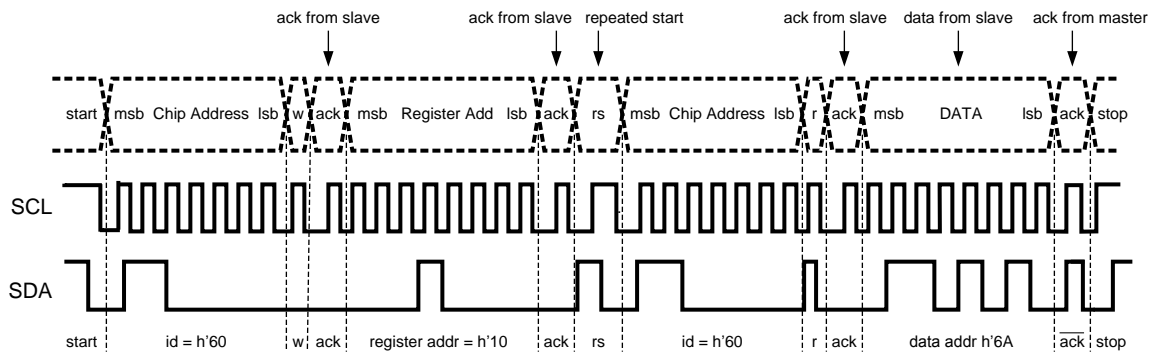 ack from slave ack from slave repeated start ack from slave data from slave ack from master
start msb Chip Address lsb w ack msb Register Add lsb ack rs msb Chip Address lsb r ack msb DATA lsb ack stop
SCL
SDA
start id = h'60 w ack register addr = h'10 ack rs id = h'60 r ack data addr h'6A ack stop